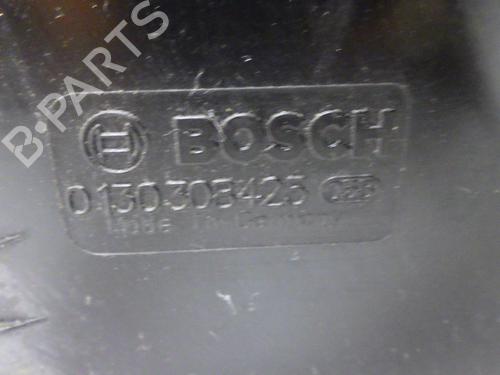 B·PARTS
BOSCH
0130308425
Made in Germany